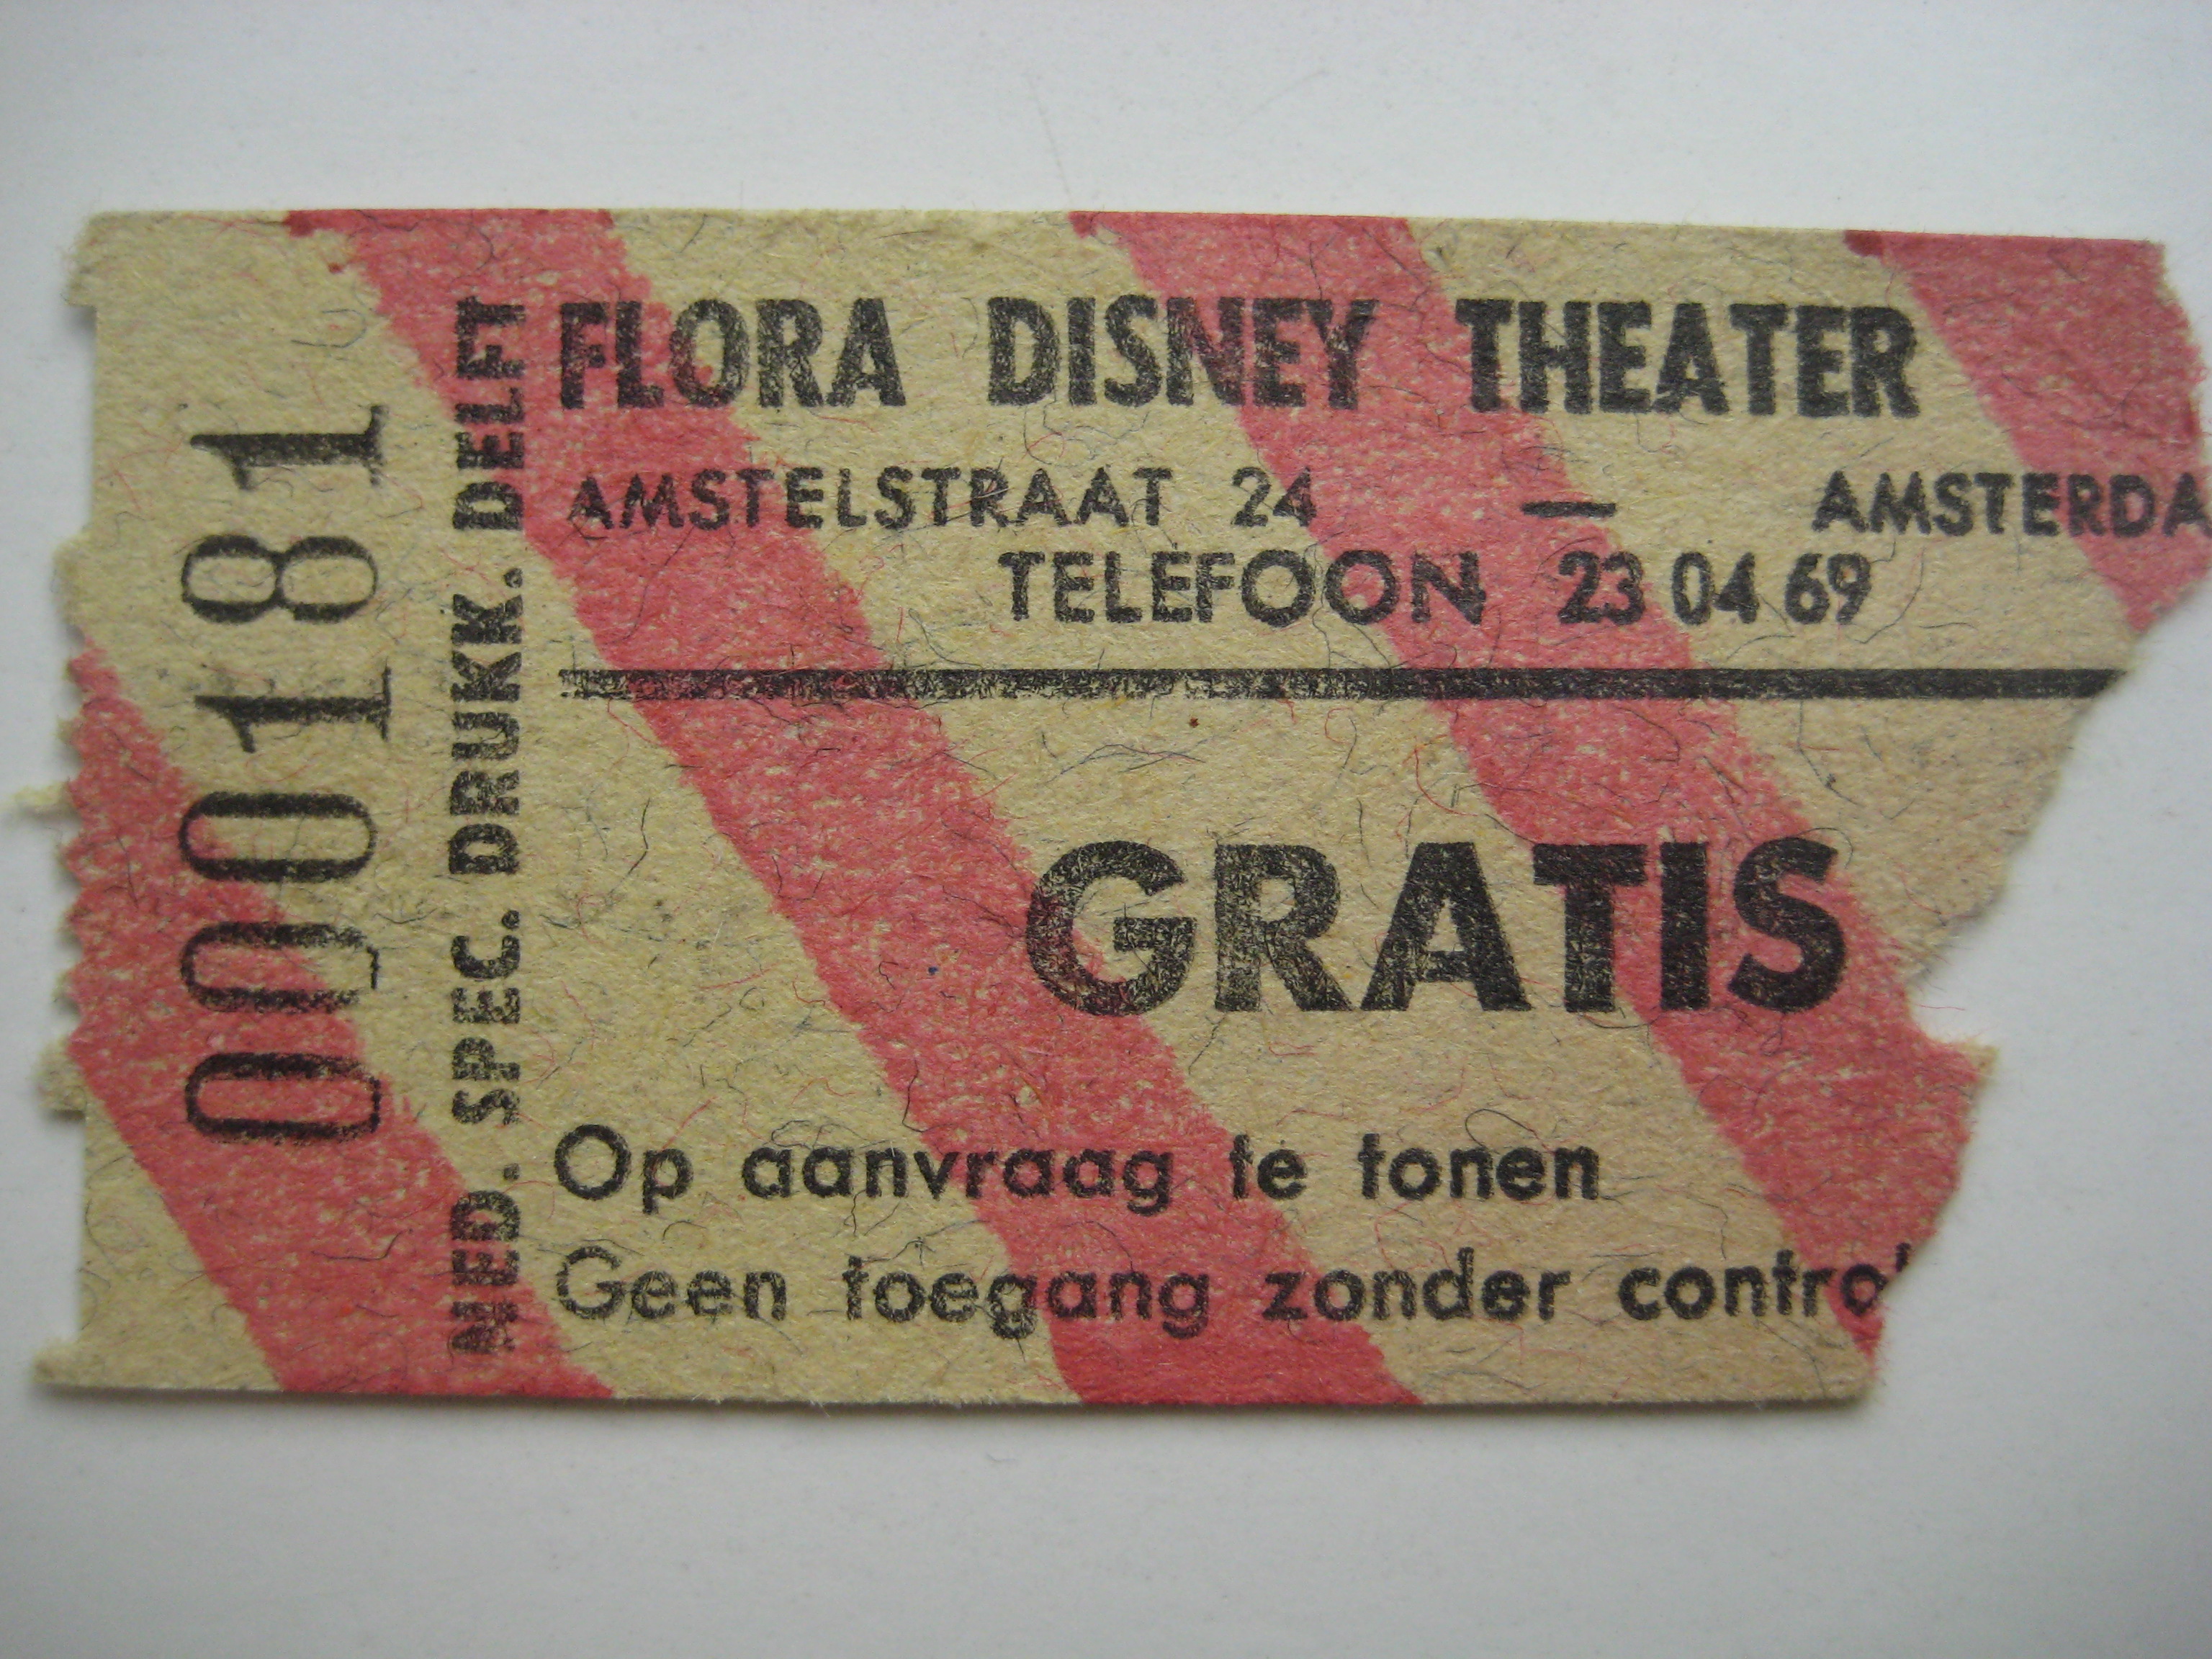 000181
NED. SPEC. DRUKK. DELFT
FLORA DISNEY THEATER
AMSTELSTRAAT 24 — AMSTERDA
TELEFOON 23 04 69
GRATIS
Op aanvraag te tonen
Geen toegang zonder contro